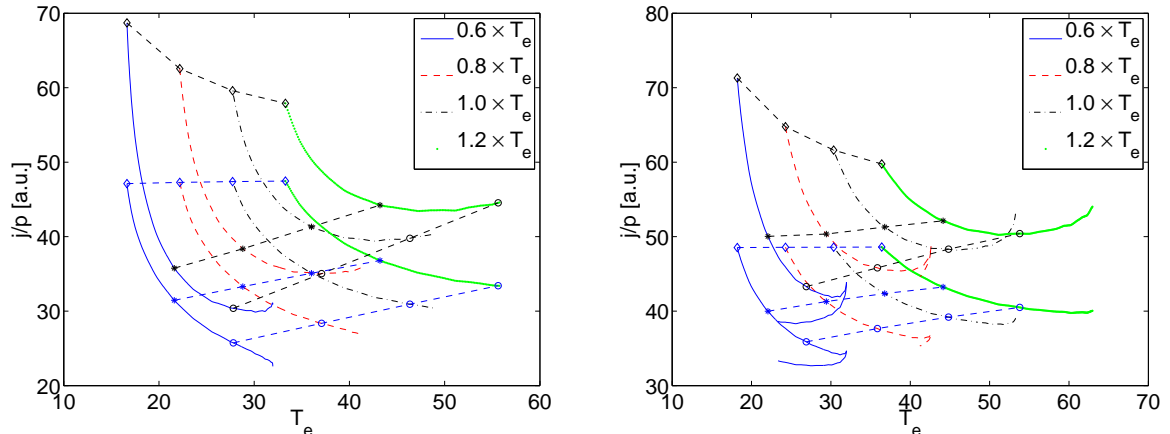 70
60
50
40
30
20
10 20 30 40 50 60
j/p [a.u.]
T_e
0.6 × T_e
0.8 × T_e
1.0 × T_e
1.2 × T_e
80
70
60
50
40
30
10 20 30 40 50 60 70
j/p [a.u.]
T_e
0.6 × T_e
0.8 × T_e
1.0 × T_e
1.2 × T_e